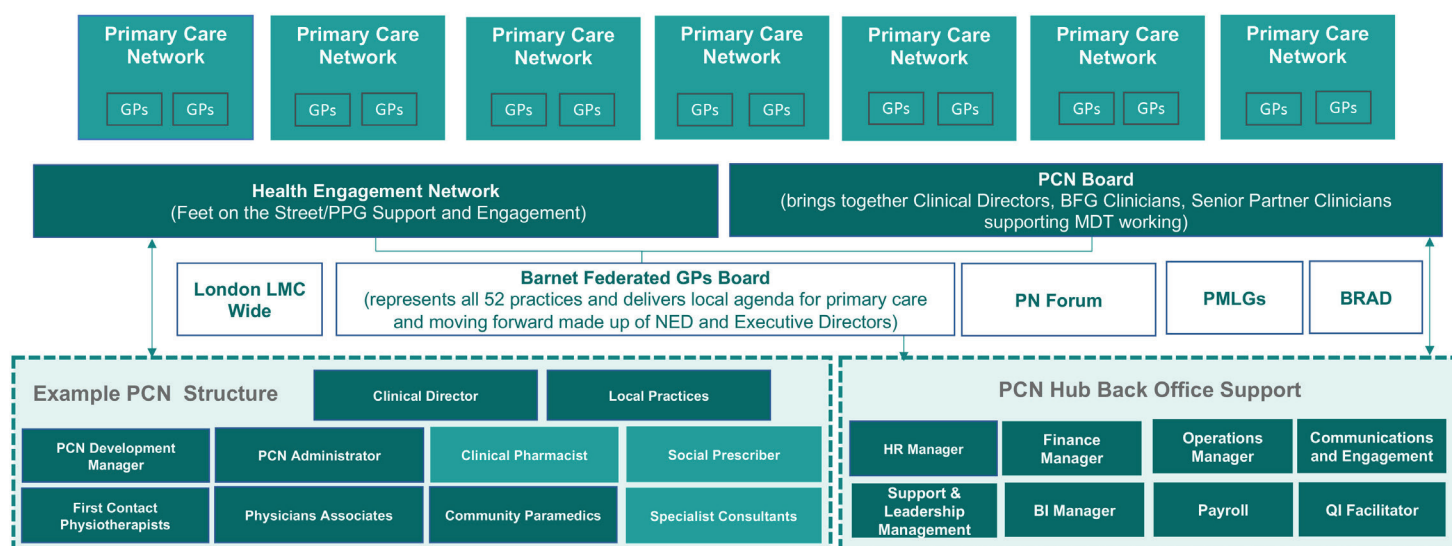 Primary Care
Network
GPs GPs
Primary Care
Network
GPs GPs
Primary Care
Network
GPs GPs
Primary Care
Network
GPs GPs
Primary Care
Network
GPs GPs
Primary Care
Network
GPs GPs
Primary Care
Network
GPs GPs
Health Engagement Network
(Feet on the Street/PPG Support and Engagement)
PCN Board
(brings together Clinical Directors, BFG Clinicians, Senior Partner Clinicians
supporting MDT working)
London LMC
Wide
Barnet Federated GPs Board
(represents all 52 practices and delivers local agenda for primary care
and moving forward made up of NED and Executive Directors)
PN Forum
PMLGs
BRAD
Example PCN Structure
Clinical Director
Local Practices
PCN Development
Manager
PCN Administrator
Clinical Pharmacist
Social Prescriber
First Contact
Physiotherapists
Physicians Associates
Community Paramedics
Specialist Consultants
PCN Hub Back Office Support
HR Manager
Finance
Manager
Operations
Manager
Communications
and Engagement
Support &
Leadership
Management
BI Manager
Payroll
QI Facilitator